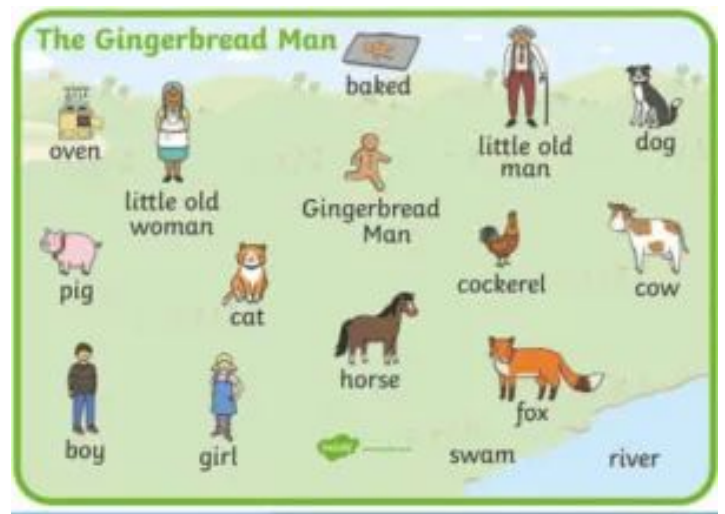 The Gingerbread Man
baked
oven
little old
woman
Gingerbread
Man
little old
man
dog
pig
cat
cockerel
cow
horse
fox
boy
girl
swam
river